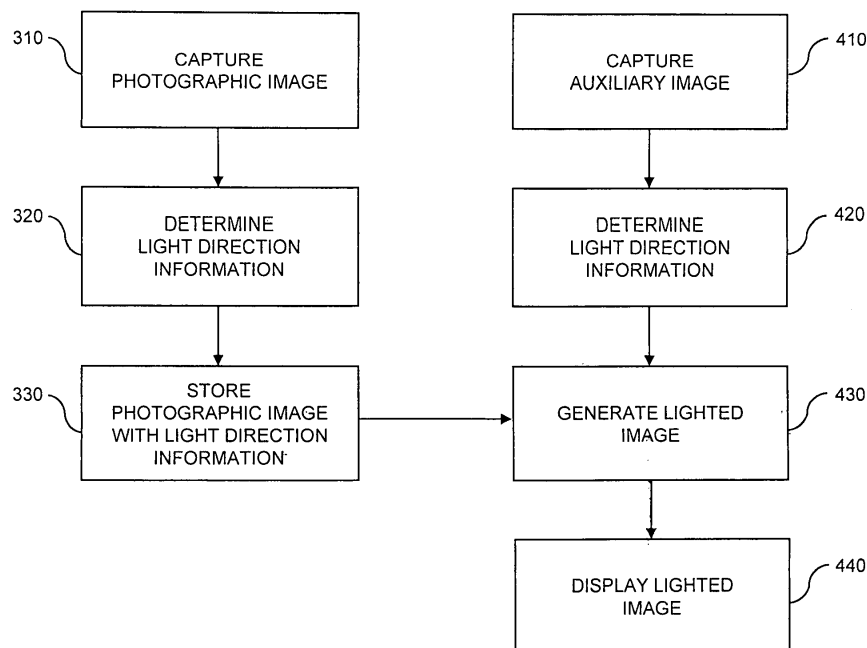 310
CAPTURE
PHOTOGRAPHIC IMAGE
410
CAPTURE
AUXILIARY IMAGE
320
DETERMINE
LIGHT DIRECTION
INFORMATION
420
DETERMINE
LIGHT DIRECTION
INFORMATION
330
STORE
PHOTOGRAPHIC IMAGE
WITH LIGHT DIRECTION
INFORMATION
430
GENERATE LIGHTED
IMAGE
440
DISPLAY LIGHTED
IMAGE